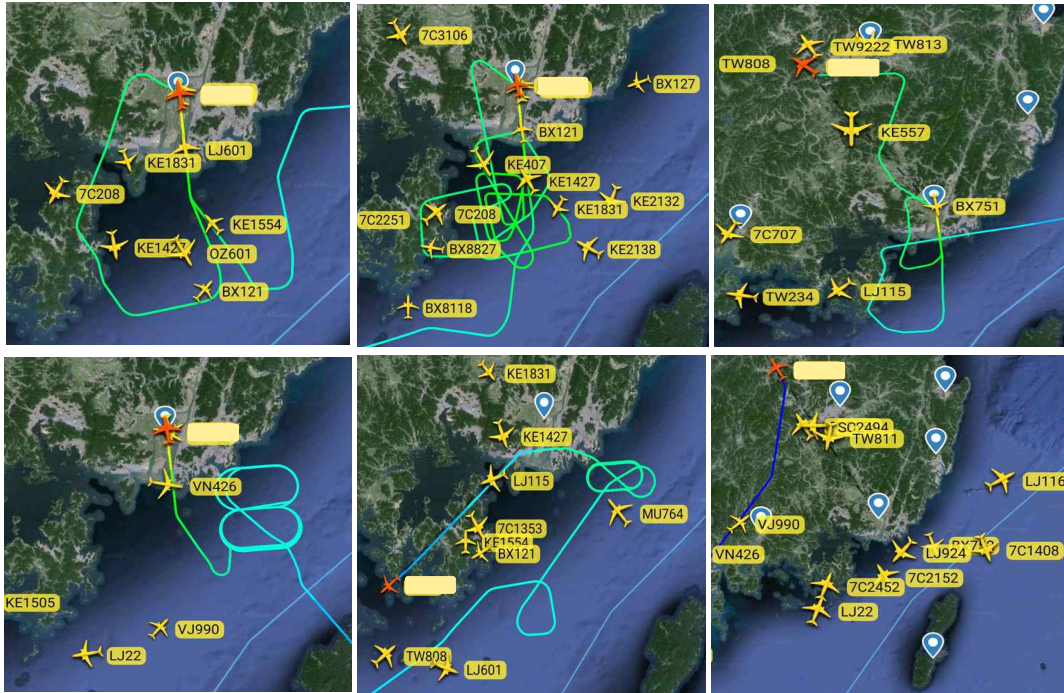 7C3106
BX127
KE1831
LJ601
7C208
KE1554
KE1427
OZ601
BX121
BX121
KE407
KE1427
KE1831
KE2132
7C2251
7C208
BX8827
KE2138
BX8118
TW9222
TW813
TW808
KE557
BX751
7C707
TW234
LJ115
VN426
KE1505
VJ990
LJ22
KE1831
KE1427
LJ115
MU764
7C1353
KE1554
BX121
TW808
LJ601
SC2494
TW811
LJ116
VJ990
VN426
LJ924
7C1408
7C2452
7C2152
LJ22